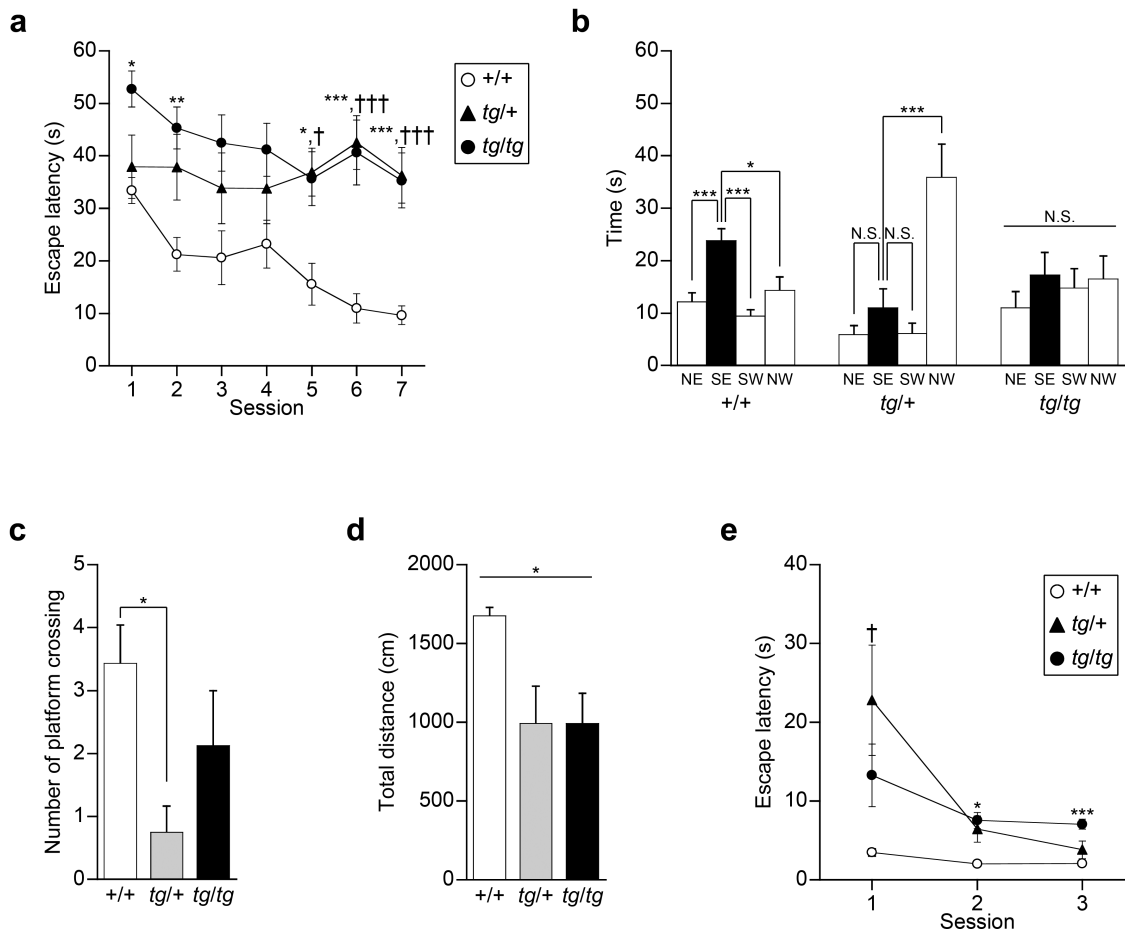 a
60
50
40
30
20
10
0
Escape latency (s)
* ** *,† ***,††† ***,†††
1 2 3 4 5 6 7
Session
+/+
tg/+
tg/tg
b
60
50
40
30
20
10
0
Time (s)
*** *** *
N.S. N.S. ***
N.S.
NE SE SW NW NE SE SW NW NE SE SW NW
+/+ tg/+ tg/tg
c
5
4
3
2
1
0
Number of platform crossing
*
+/+ tg/+ tg/tg
d
2000
1500
1000
500
0
Total distance (cm)
*
+/+ tg/+ tg/tg
e
40
30
20
10
0
Escape latency (s)
† * ***
1 2 3
Session
+/+
tg/+
tg/tg